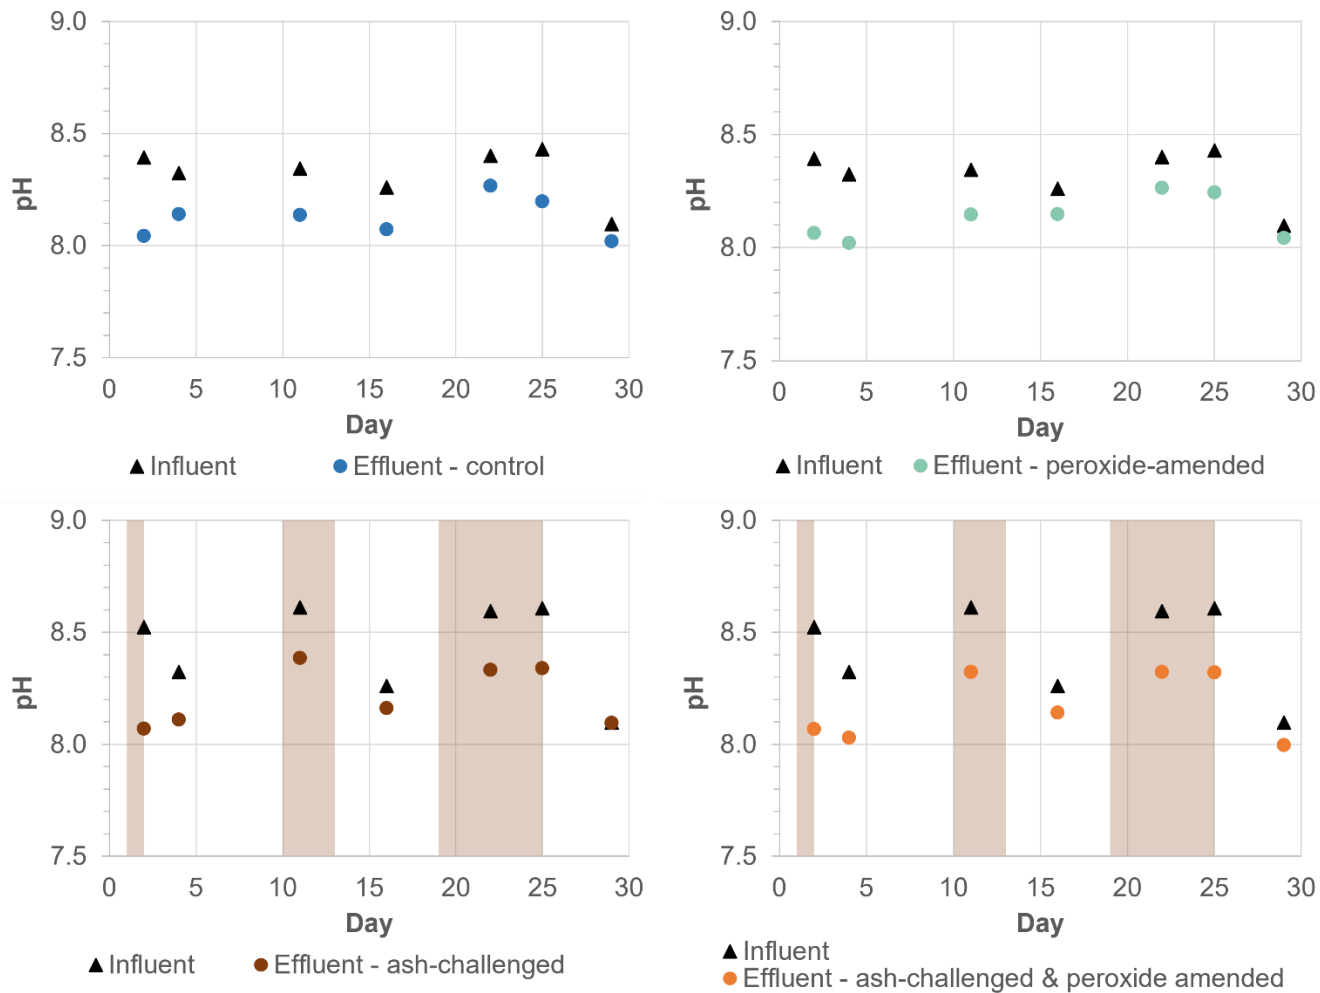 9.0
8.5
8.0
7.5
pH
0 5 10 15 20 25 30
Day
Influent Effluent - control
9.0
8.5
8.0
7.5
pH
0 5 10 15 20 25 30
Day
Influent Effluent - peroxide-amended
9.0
8.5
8.0
7.5
pH
0 5 10 15 20 25 30
Day
Influent Effluent - ash-challenged
9.0
8.5
8.0
7.5
pH
0 5 10 15 20 25 30
Day
Influent
Effluent - ash-challenged & peroxide amended